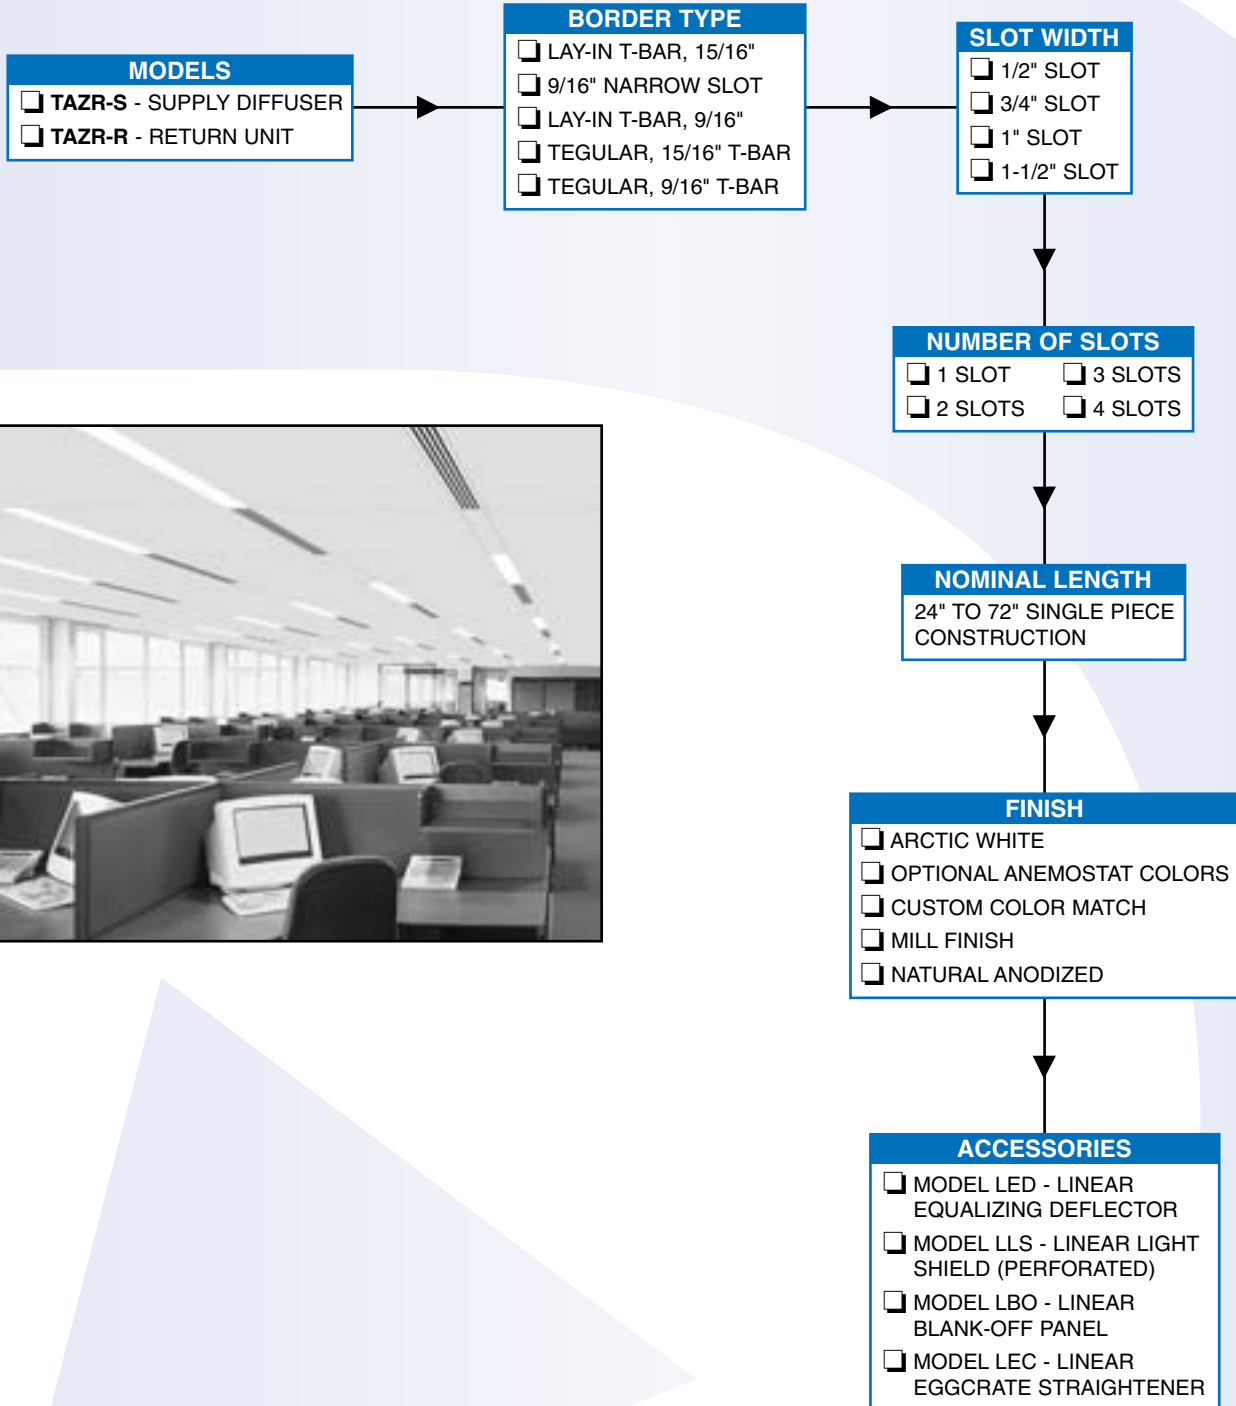 MODELS
TAZR-S - SUPPLY DIFFUSER
TAZR-R - RETURN UNIT
BORDER TYPE
LAY-IN T-BAR, 15/16"
9/16" NARROW SLOT
LAY-IN T-BAR, 9/16"
TEGULAR, 15/16" T-BAR
TEGULAR, 9/16" T-BAR
SLOT WIDTH
1/2" SLOT
3/4" SLOT
1" SLOT
1-1/2" SLOT
NUMBER OF SLOTS
1 SLOT
2 SLOTS
3 SLOTS
4 SLOTS
NOMINAL LENGTH
24" TO 72" SINGLE PIECE
CONSTRUCTION
FINISH
ARCTIC WHITE
OPTIONAL ANEMOSTAT COLORS
CUSTOM COLOR MATCH
MILL FINISH
NATURAL ANODIZED
ACCESSORIES
MODEL LED - LINEAR
EQUALIZING DEFLECTOR
MODEL LLS - LINEAR LIGHT
SHIELD (PERFORATED)
MODEL LBO - LINEAR
BLANK-OFF PANEL
MODEL LEC - LINEAR
EGGCRATE STRAIGHTENER